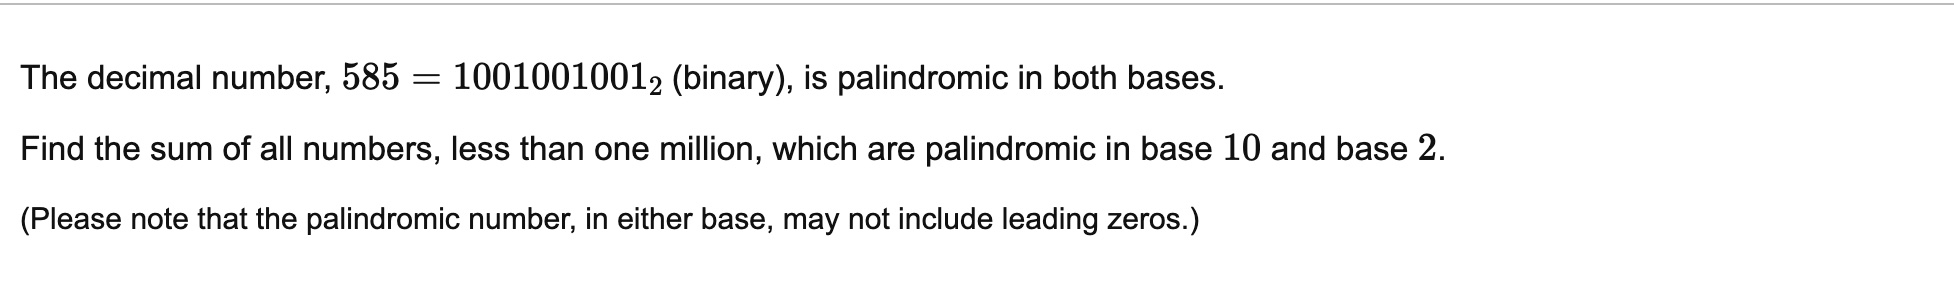 The decimal number, 585 = 1001001001₂ (binary), is palindromic in both bases.
Find the sum of all numbers, less than one million, which are palindromic in base 10 and base 2.
(Please note that the palindromic number, in either base, may not include leading zeros.)